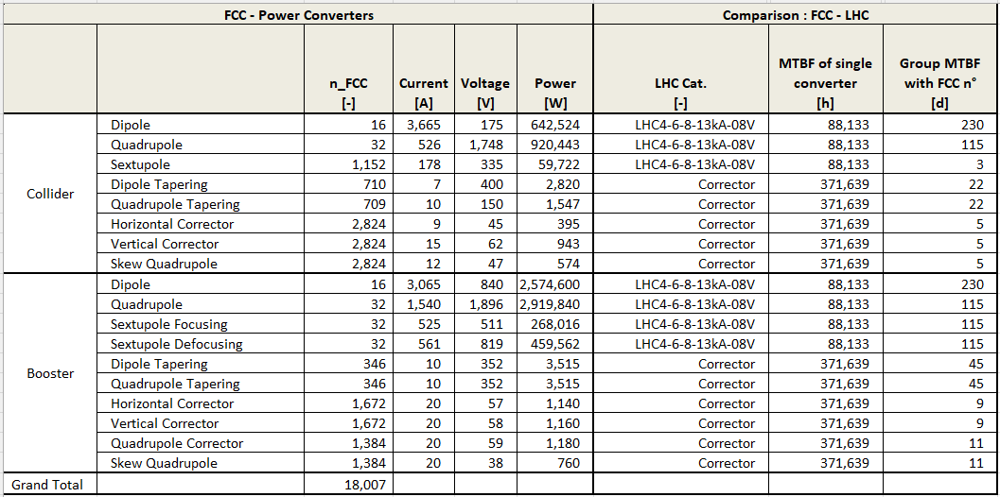 FCC - Power Converters Comparison : FCC - LHC
n_FCC [-] Current [A] Voltage [V] Power [W] LHC Cat. [-] MTBF of single converter [h] Group MTBF with FCC n° [d]
Collider
Dipole 16 3,665 175 642,524 LHC4-6-8-13kA-08V 88,133 230
Quadrupole 32 526 1,748 920,443 LHC4-6-8-13kA-08V 88,133 115
Sextupole 1,152 178 335 59,722 LHC4-6-8-13kA-08V 88,133 3
Dipole Tapering 710 7 400 2,820 Corrector 371,639 22
Quadrupole Tapering 709 10 150 1,547 Corrector 371,639 22
Horizontal Corrector 2,824 9 45 395 Corrector 371,639 5
Vertical Corrector 2,824 15 62 943 Corrector 371,639 5
Skew Quadrupole 2,824 12 47 574 Corrector 371,639 5
Booster
Dipole 16 3,065 840 2,574,600 LHC4-6-8-13kA-08V 88,133 230
Quadrupole 32 1,540 1,896 2,919,840 LHC4-6-8-13kA-08V 88,133 115
Sextupole Focusing 32 525 511 268,016 LHC4-6-8-13kA-08V 88,133 115
Sextupole Defocusing 32 561 819 459,562 LHC4-6-8-13kA-08V 88,133 115
Dipole Tapering 346 10 352 3,515 Corrector 371,639 45
Quadrupole Tapering 346 10 352 3,515 Corrector 371,639 45
Horizontal Corrector 1,672 20 57 1,140 Corrector 371,639 9
Vertical Corrector 1,672 20 58 1,160 Corrector 371,639 9
Quadrupole Corrector 1,384 20 59 1,180 Corrector 371,639 11
Skew Quadrupole 1,384 20 38 760 Corrector 371,639 11
Grand Total 18,007